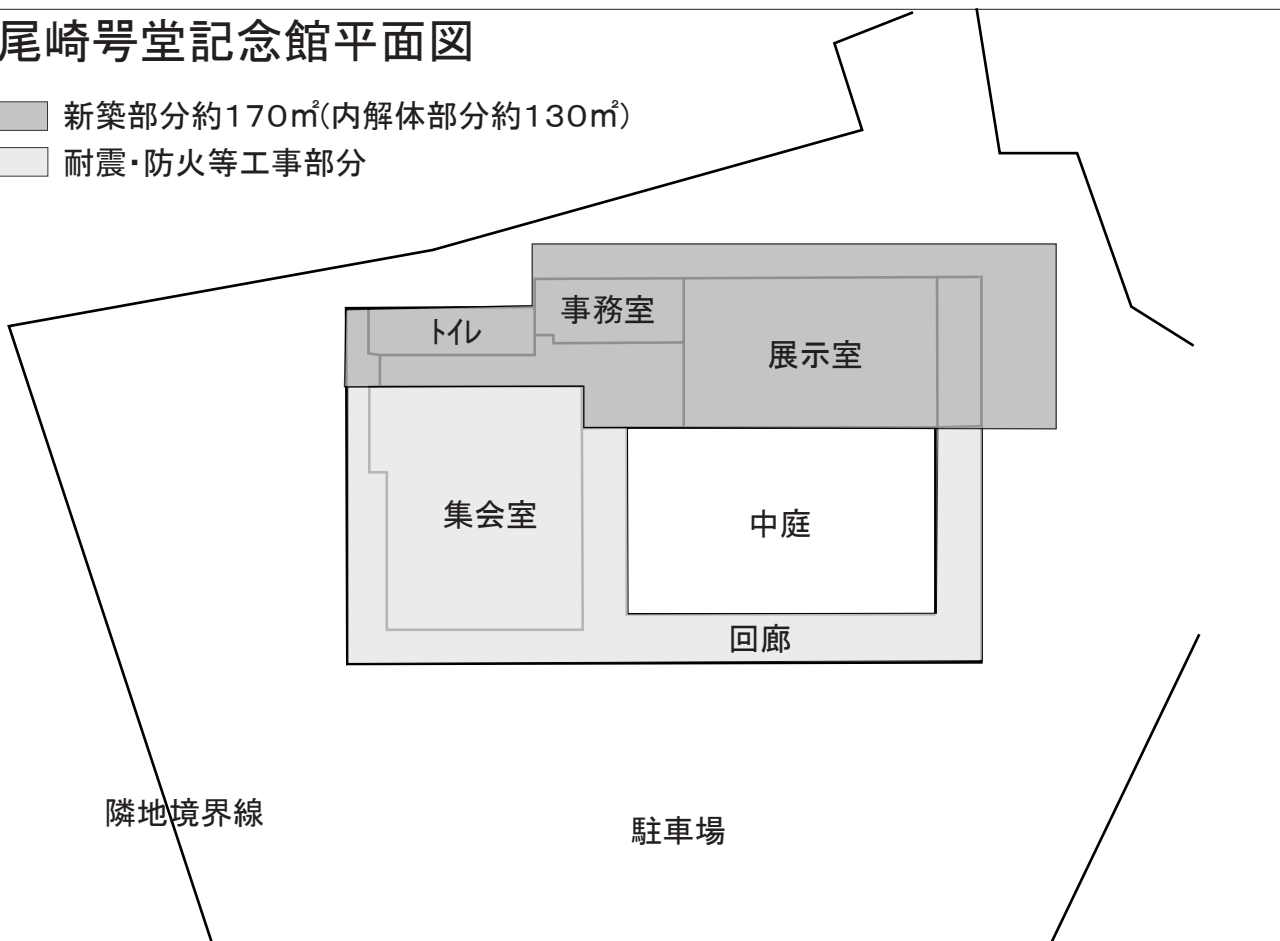 尾崎咢堂記念館平面図
新築部分約170㎡(内解体部分約130㎡)
耐震・防火等工事部分
事務室
トイレ
展示室
集会室
中庭
回廊
隣地境界線
駐車場